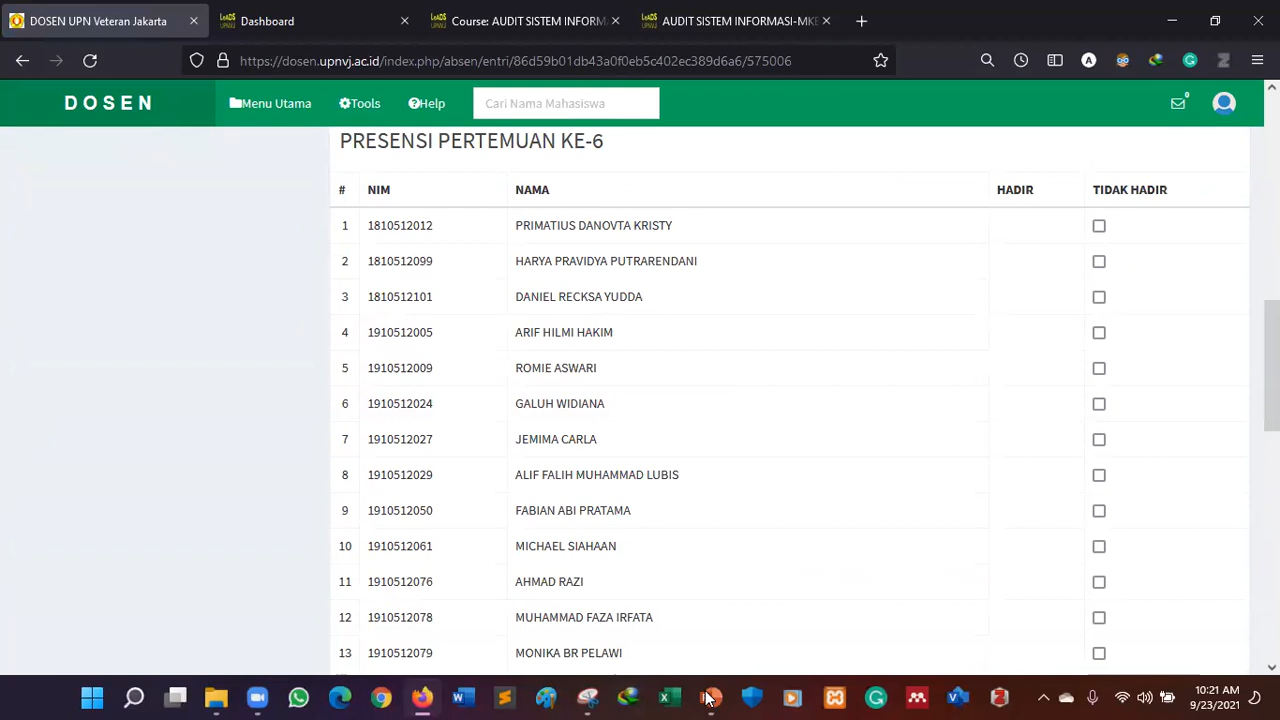 DOSEN UPN Veteran Jakarta
Dashboard
Course: AUDIT SISTEM INFORM
AUDIT SISTEM INFORMASI-MKB
https://dosen.upnvj.ac.id/index.php/adsen/entri/86d59b01db43a0f0eb5c402ec389d6a6/575006
DOSEN
Menu Utama
Tools
Help
Cari Nama Mahasiswa
0
PRESENSI PERTEMUAN KE-6
# NIM NAMA HADIR TIDAK HADIR
1 1810512012 PRIMATIUS DANOVTA KRISTY
2 1810512099 HARYA PRAVIDYA PUTRARENDANI
3 1810512101 DANIEL RECKSA YUDDA
4 1910512005 ARIF HILMI HAKIM
5 1910512009 ROMIE ASWARI
6 1910512024 GALUH WIDIANA
7 1910512027 JEMIMA CARLA
8 1910512029 ALIF FALIH MUHAMMAD LUBIS
9 1910512050 FABIAN ABI PRATAMA
10 1910512061 MICHAEL SIAHAAN
11 1910512076 AHMAD RAZI
12 1910512078 MUHAMMAD FAZA IRFATA
13 1910512079 MONIKA BR PELAWI
10:21 AM
9/23/2021